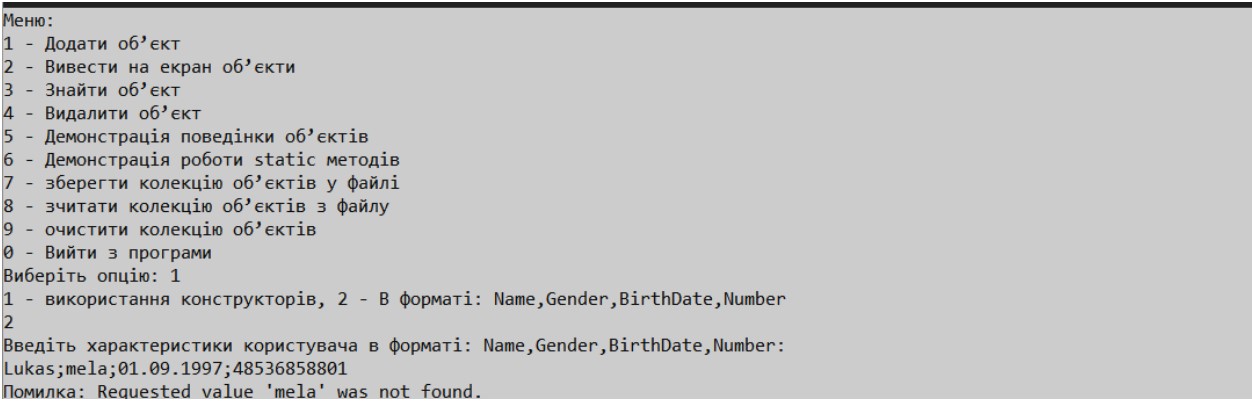 Меню:
1 - Додати об’єкт
2 - Вивести на екран об’єкти
3 - Знайти об’єкт
4 - Видалити об’єкт
5 - Демонстрація поведінки об’єктів
6 - Демонстрація роботи static методів
7 - зберегти колекцію об’єктів у файлі
8 - зчитати колекцію об’єктів з файлу
9 - очистити колекцію об’єктів
0 - Вийти з програми
Виберіть опцію: 1
1 - використання конструкторів, 2 - В форматі: Name,Gender,BirthDate,Number
2
Введіть характеристики користувача в форматі: Name,Gender,BirthDate,Number:
Lukas;mela;01.09.1997;48536858801
Помилка: Requested value 'mela' was not found.